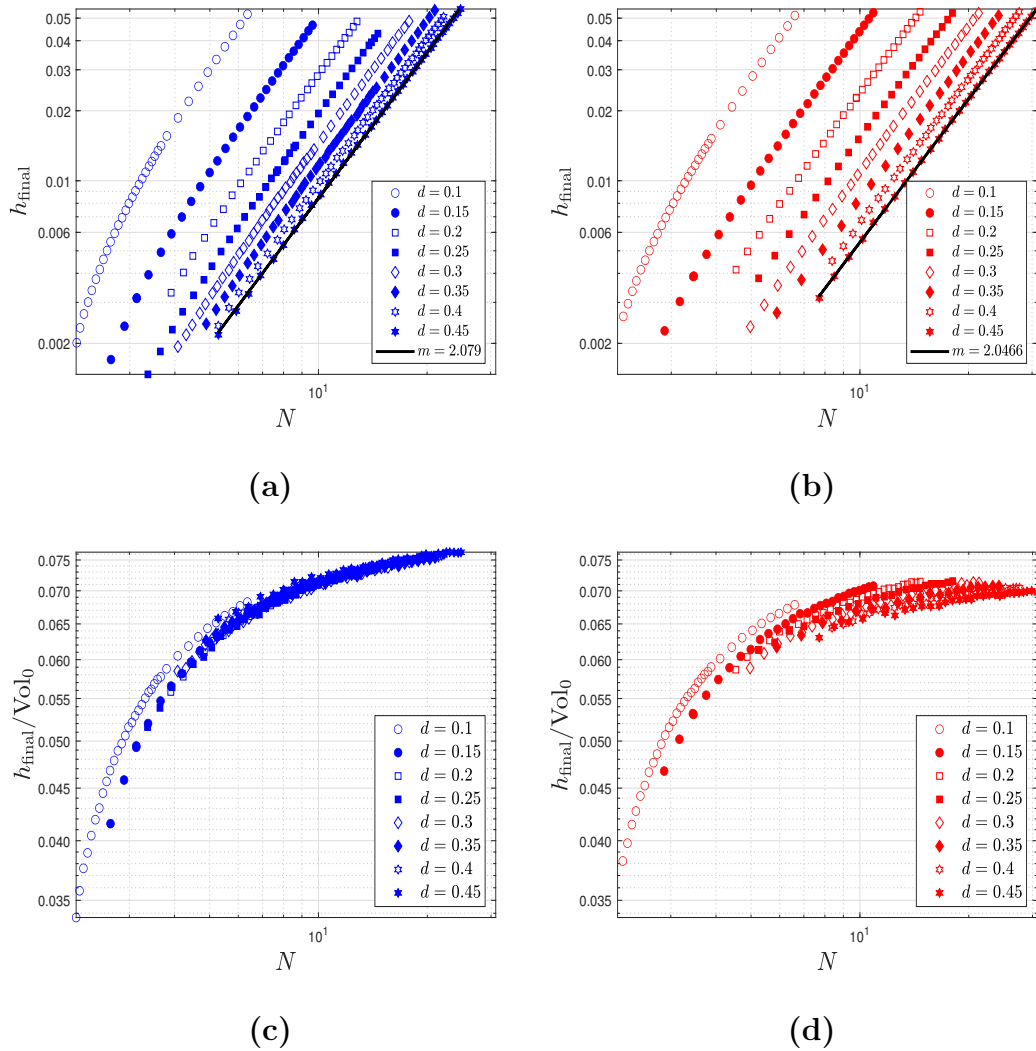 0.05
0.04
0.03
0.02
0.01
0.006
0.002
h_final
d = 0.1
d = 0.15
d = 0.2
d = 0.25
d = 0.3
d = 0.35
d = 0.4
d = 0.45
m = 2.079
10^1
N
(a)
0.05
0.04
0.03
0.02
0.01
0.006
0.002
h_final
d = 0.1
d = 0.15
d = 0.2
d = 0.25
d = 0.3
d = 0.35
d = 0.4
d = 0.45
m = 2.0466
10^1
N
(b)
0.075
0.070
0.065
0.060
0.050
0.045
0.040
0.035
h_final/Vol_0
d = 0.1
d = 0.15
d = 0.2
d = 0.25
d = 0.3
d = 0.35
d = 0.4
d = 0.45
10^1
N
(c)
0.075
0.070
0.065
0.060
0.050
0.045
0.040
0.035
h_final/Vol_0
d = 0.1
d = 0.15
d = 0.2
d = 0.25
d = 0.3
d = 0.35
d = 0.4
d = 0.45
10^1
N
(d)